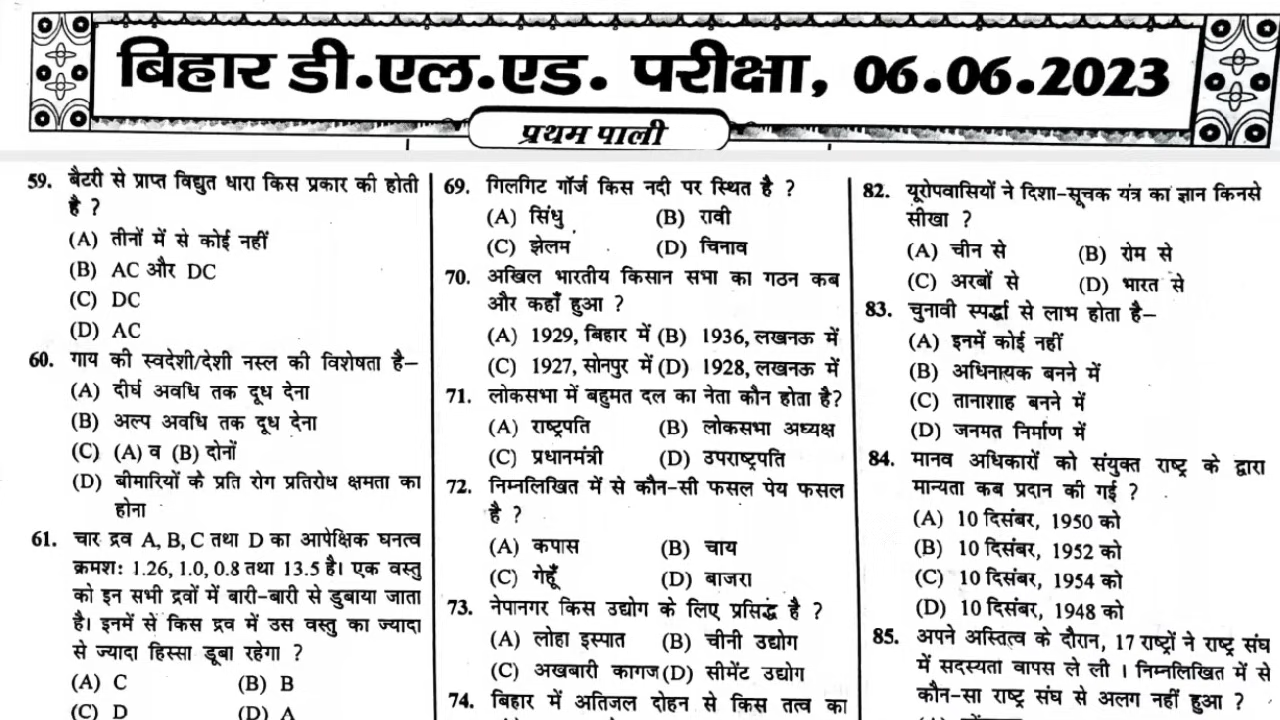 बिहार डी.एल.एड. परीक्षा, 06.06.2023
प्रथम पाली
59. बैटरी से प्राप्त विद्युत धारा किस प्रकार की होती
है ?
(A) तीनों में से कोई नहीं
(B) AC और DC
(C) DC
(D) AC
60. गाय की स्वदेशी/देशी नस्ल की विशेषता है–
(A) दीर्घ अवधि तक दूध देना
(B) अल्प अवधि तक दूध देना
(C) (A) व (B) दोनों
(D) बीमारियों के प्रति रोग प्रतिरोध क्षमता का
होना
61. चार द्रव A, B, C तथा D का आपेक्षिक घनत्व
क्रमशः 1.26, 1.0, 0.8 तथा 13.5 है। एक वस्तु
को इन सभी द्रवों में बारी-बारी से डुबाया जाता
है। इनमें से किस द्रव में उस वस्तु का ज्यादा
से ज्यादा हिस्सा डूबा रहेगा ?
(A) C (B) B
(C) D (D) A
69. गिलगिट गॉर्ज किस नदी पर स्थित है ?
(A) सिंधु (B) रावी
(C) झेलम (D) चिनाव
70. अखिल भारतीय किसान सभा का गठन कब
और कहाँ हुआ ?
(A) 1929, बिहार में (B) 1936, लखनऊ में
(C) 1927, सोनपुर में (D) 1928, लखनऊ में
71. लोकसभा में बहुमत दल का नेता कौन होता है?
(A) राष्ट्रपति (B) लोकसभा अध्यक्ष
(C) प्रधानमंत्री (D) उपराष्ट्रपति
72. निम्नलिखित में से कौन-सी फसल पेय फसल
है ?
(A) कपास (B) चाय
(C) गेहूँ (D) बाजरा
73. नेपानगर किस उद्योग के लिए प्रसिद्ध है ?
(A) लोहा इस्पात (B) चीनी उद्योग
(C) अखबारी कागज (D) सीमेंट उद्योग
74. बिहार में अतिजल दोहन से किस तत्व का
82. यूरोपवासियों ने दिशा-सूचक यंत्र का ज्ञान किनसे
सीखा ?
(A) चीन से (B) रोम से
(C) अरबों से (D) भारत से
83. चुनावी स्पर्द्धा से लाभ होता है–
(A) इनमें कोई नहीं
(B) अधिनायक बनने में
(C) तानाशाह बनने में
(D) जनमत निर्माण में
84. मानव अधिकारों को संयुक्त राष्ट्र के द्वारा
मान्यता कब प्रदान की गई ?
(A) 10 दिसंबर, 1950 को
(B) 10 दिसंबर, 1952 को
(C) 10 दिसंबर, 1954 को
(D) 10 दिसंबर, 1948 को
85. अपने अस्तित्व के दौरान, 17 राष्ट्रों ने राष्ट्र संघ
में सदस्यता वापस ले ली । निम्नलिखित में से
कौन-सा राष्ट्र संघ से अलग नहीं हुआ ?